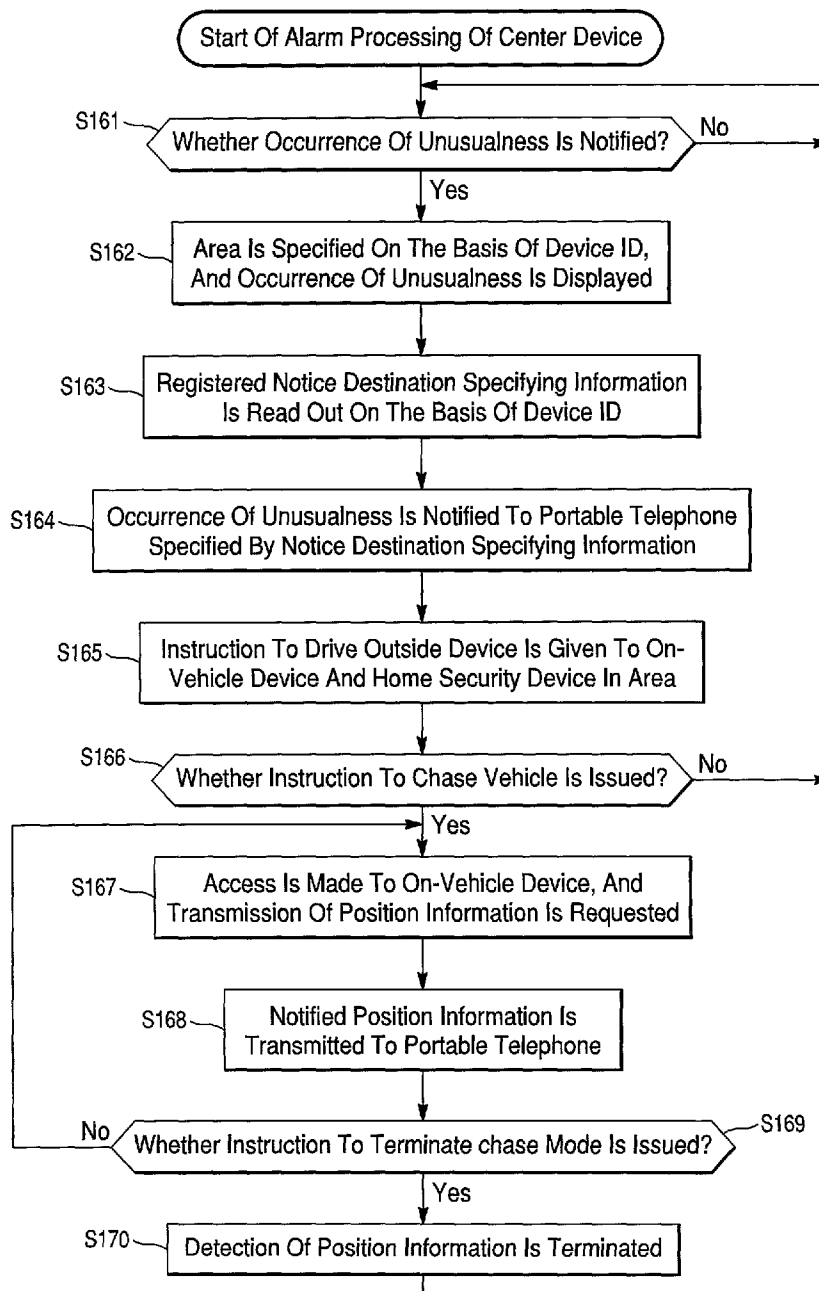 Start Of Alarm Processing Of Center Device
S161
Whether Occurrence Of Unusualness Is Notified?
No
Yes
S162
Area Is Specified On The Basis Of Device ID,
And Occurrence Of Unusualness Is Displayed
S163
Registered Notice Destination Specifying Information
Is Read Out On The Basis Of Device ID
S164
Occurrence Of Unusualness Is Notified To Portable Telephone
Specified By Notice Destination Specifying Information
S165
Instruction To Drive Outside Device Is Given To On-
Vehicle Device And Home Security Device In Area
S166
Whether Instruction To Chase Vehicle Is Issued?
No
Yes
S167
Access Is Made To On-Vehicle Device, And
Transmission Of Position Information Is Requested
S168
Notified Position Information Is
Transmitted To Portable Telephone
No
Whether Instruction To Terminate chase Mode Is Issued?
S169
Yes
S170
Detection Of Position Information Is Terminated